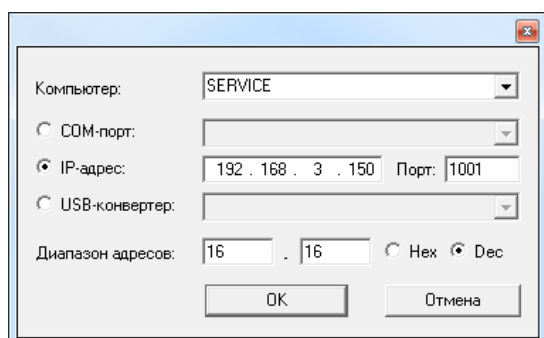 Компьютер: SERVICE
COM-порт:
IP-адрес: 192 . 168 . 3 . 150 Порт: 1001
USB-конвертер:
Диапазон адресов: 16 . 16 Hex Dec
OK Отмена